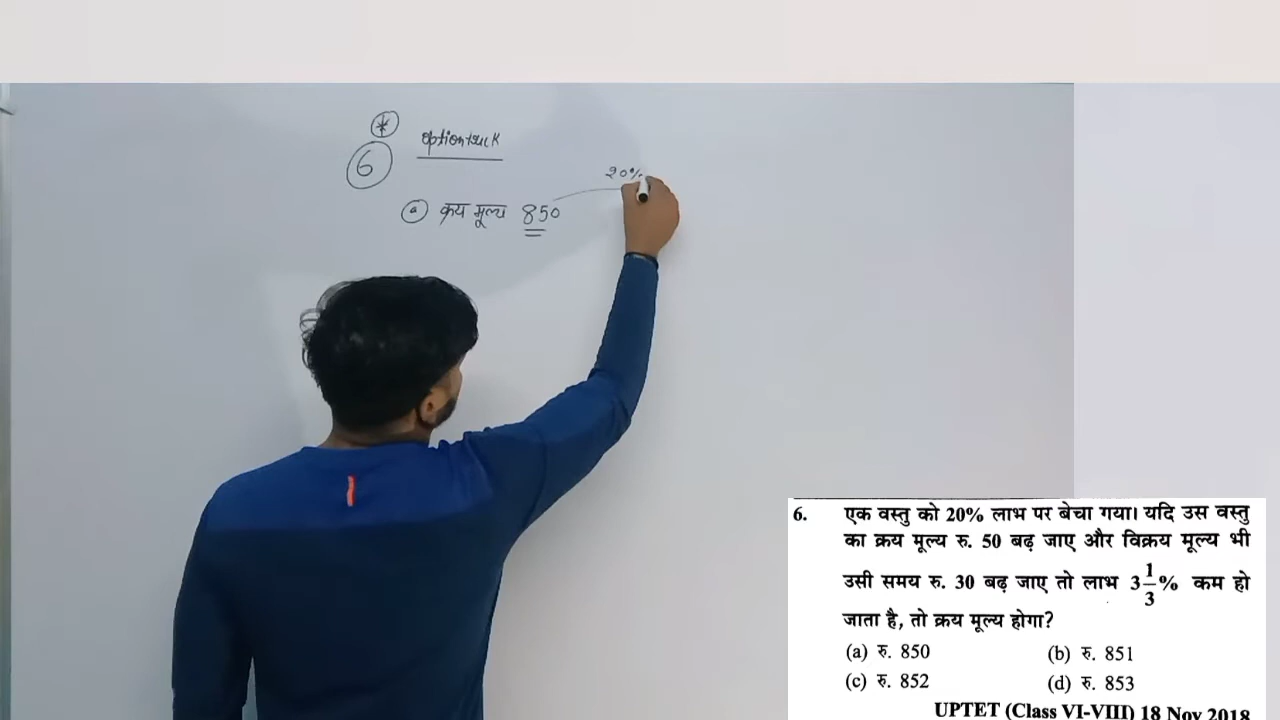 *
6 optiontrick
20%
a क्रय मूल्य 850
6. एक वस्तु को 20% लाभ पर बेचा गया। यदि उस वस्तु
का क्रय मूल्य रु. 50 बढ़ जाए और विक्रय मूल्य भी
उसी समय रु. 30 बढ़ जाए तो लाभ 3 1/3 % कम हो
जाता है, तो क्रय मूल्य होगा?
(a) रु. 850 (b) रु. 851
(c) रु. 852 (d) रु. 853
UPTET (Class VI-VIII) 18 Nov 2018